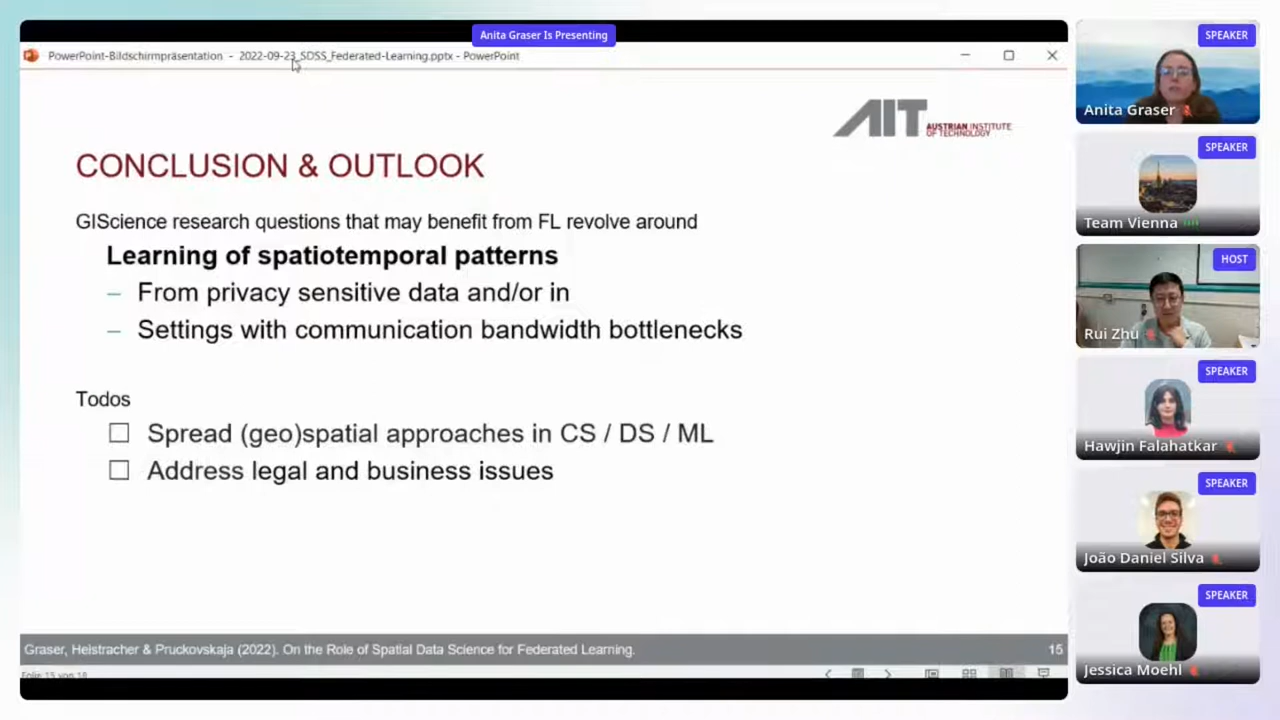 Anita Graser Is Presenting
PowerPoint-Bildschirmpräsentation - 2022-09-23_SDSS_Federated-Learning.pptx - PowerPoint
AIT AUSTRIAN INSTITUTE
OF TECHNOLOGY
CONCLUSION & OUTLOOK
GIScience research questions that may benefit from FL revolve around
Learning of spatiotemporal patterns
– From privacy sensitive data and/or in
– Settings with communication bandwidth bottlenecks
Todos
☐ Spread (geo)spatial approaches in CS / DS / ML
☐ Address legal and business issues
Graser, Heistracher & Pruckovskaja (2022). On the Role of Spatial Data Science for Federated Learning.
15
Folie 15 von 18
SPEAKER
Anita Graser
SPEAKER
Team Vienna
HOST
Rui Zhu
SPEAKER
Hawjin Falahatkar
SPEAKER
João Daniel Silva
SPEAKER
Jessica Moehl